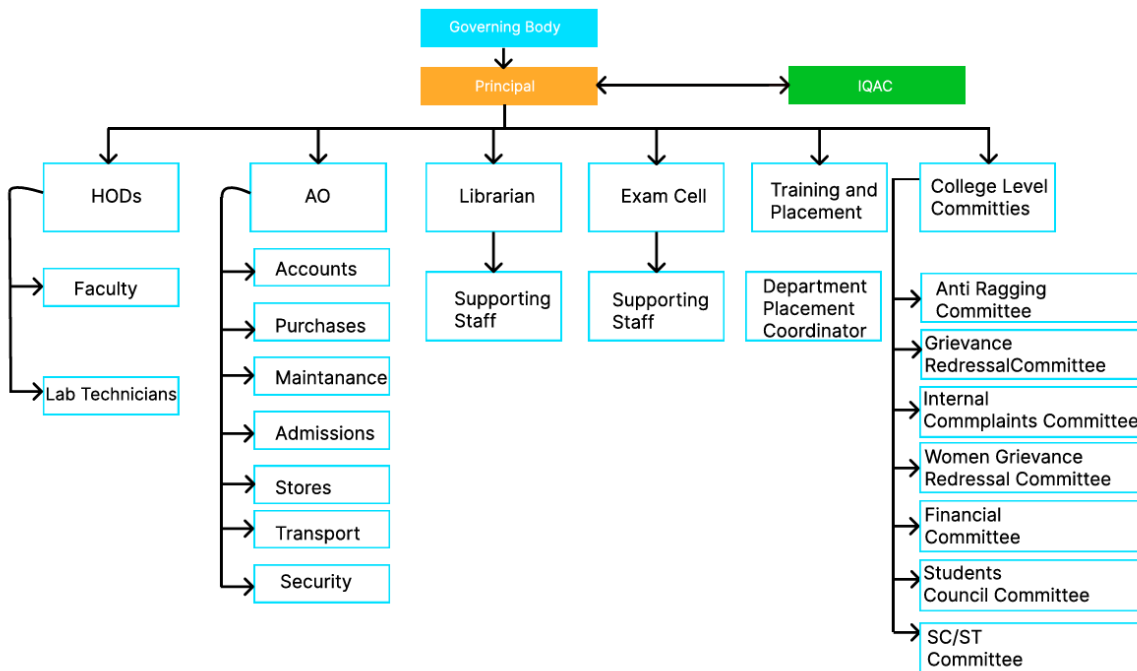 Governing Body
Principal
IQAC
HODs
AO
Librarian
Exam Cell
Training and
Placement
College Level
Committies
Faculty
Lab Technicians
Accounts
Purchases
Maintanance
Admissions
Stores
Transport
Security
Supporting
Staff
Supporting
Staff
Department
Placement
Coordinator
Anti Ragging
Committee
Grievance
RedressalCommittee
Internal
Commplaints Committee
Women Grievance
Redressal Committee
Financial
Committee
Students
Council Committee
SC/ST
Committee